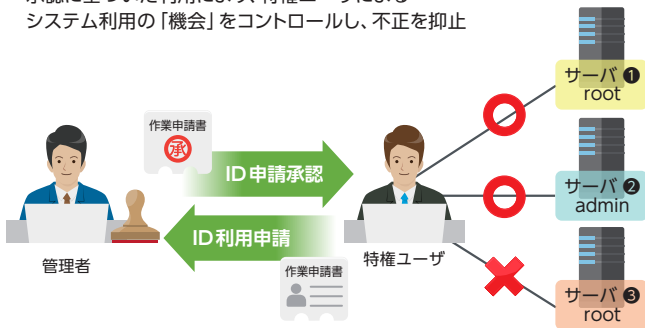 システム利用の「機会」をコントロールし、不正を抑止
作業申請書
承
ID申請承認
ID利用申請
作業申請書
管理者
特権ユーザ
サーバ❶
root
サーバ❷
admin
サーバ❸
root